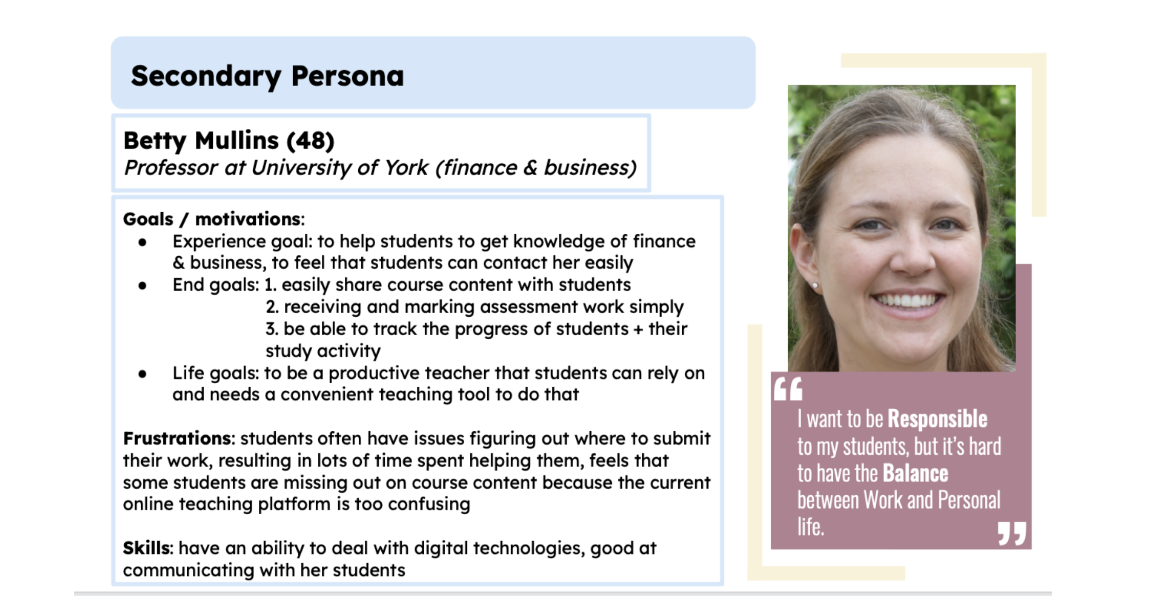 Secondary Persona
Betty Mullins (48)
Professor at University of York (finance & business)
Goals / motivations:
● Experience goal: to help students to get knowledge of finance
& business, to feel that students can contact her easily
● End goals: 1. easily share course content with students
2. receiving and marking assessment work simply
3. be able to track the progress of students + their
study activity
● Life goals: to be a productive teacher that students can rely on
and needs a convenient teaching tool to do that
Frustrations: students often have issues figuring out where to submit
their work, resulting in lots of time spent helping them, feels that
some students are missing out on course content because the current
online teaching platform is too confusing
Skills: have an ability to deal with digital technologies, good at
communicating with her students
“
I want to be Responsible
to my students, but it’s hard
to have the Balance
between Work and Personal
life.
”